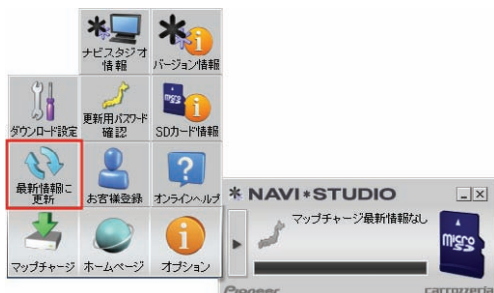 ナビスタジオ
情報
バージョン情報
ダウンロード設定
更新用パスワード
確認
SDカード情報
最新情報に
更新
お客様登録
オンラインヘルプ
マップチャージ
ホームページ
オプション
NAVI*STUDIO
マップチャージ最新情報なし
micro
Pioneer
carrozzeria